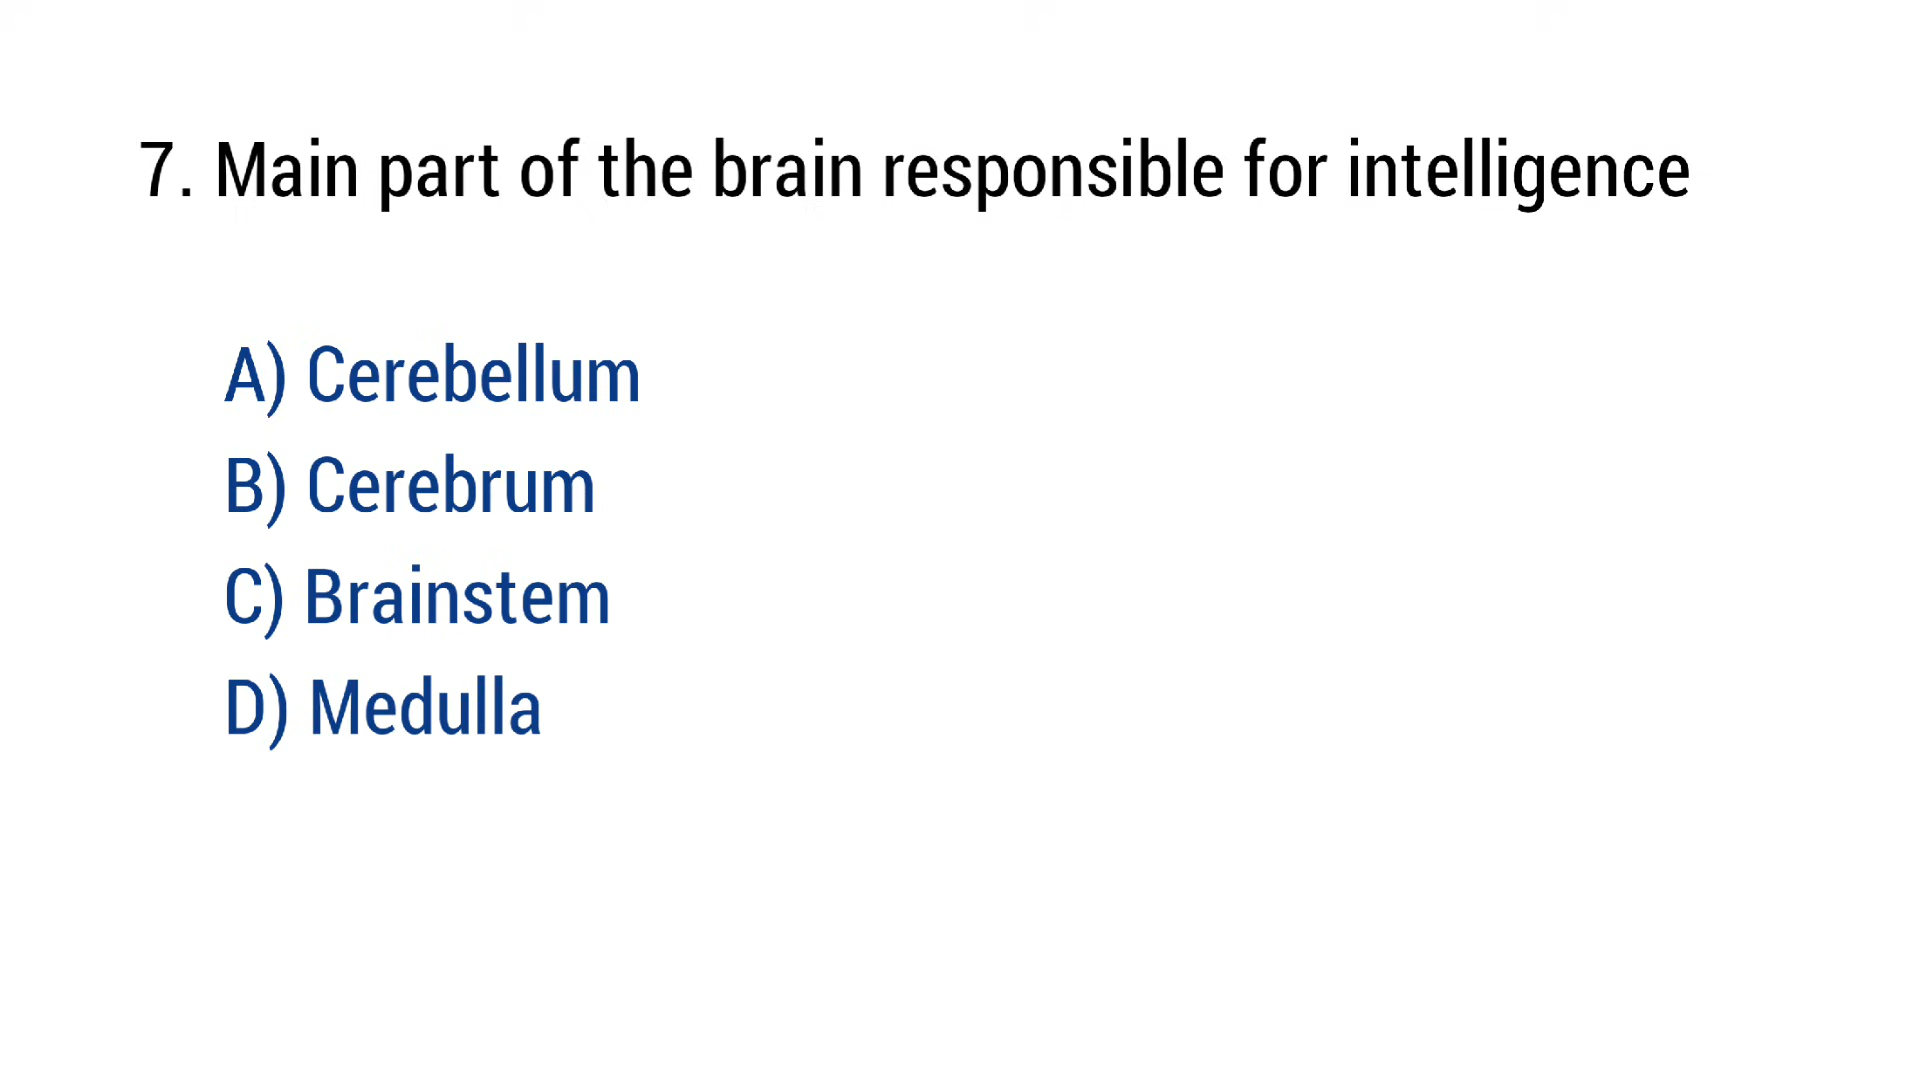 7. Main part of the brain responsible for intelligence
A) Cerebellum
B) Cerebrum
C) Brainstem
D) Medulla